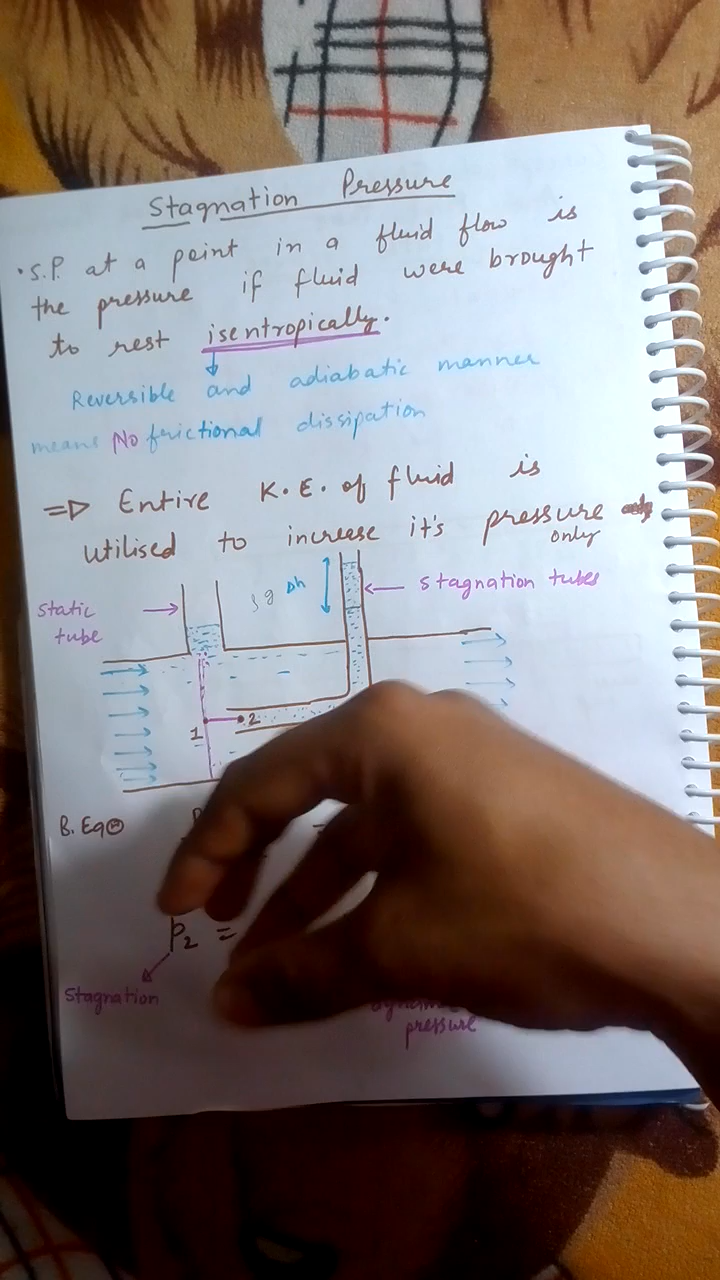 Stagnation Pressure
• S.P. at a point in a fluid flow is
the pressure if fluid were brought
to rest isentropically.
Reversible and adiabatic manner
means No frictional dissipation
⇒ Entire K.E. of fluid is
utilised to increase it's pressure
only
static
tube
ρg Δh
stagnation tubes
1
2
B. Eqⓝ
P₂ =
Stagnation
pressure